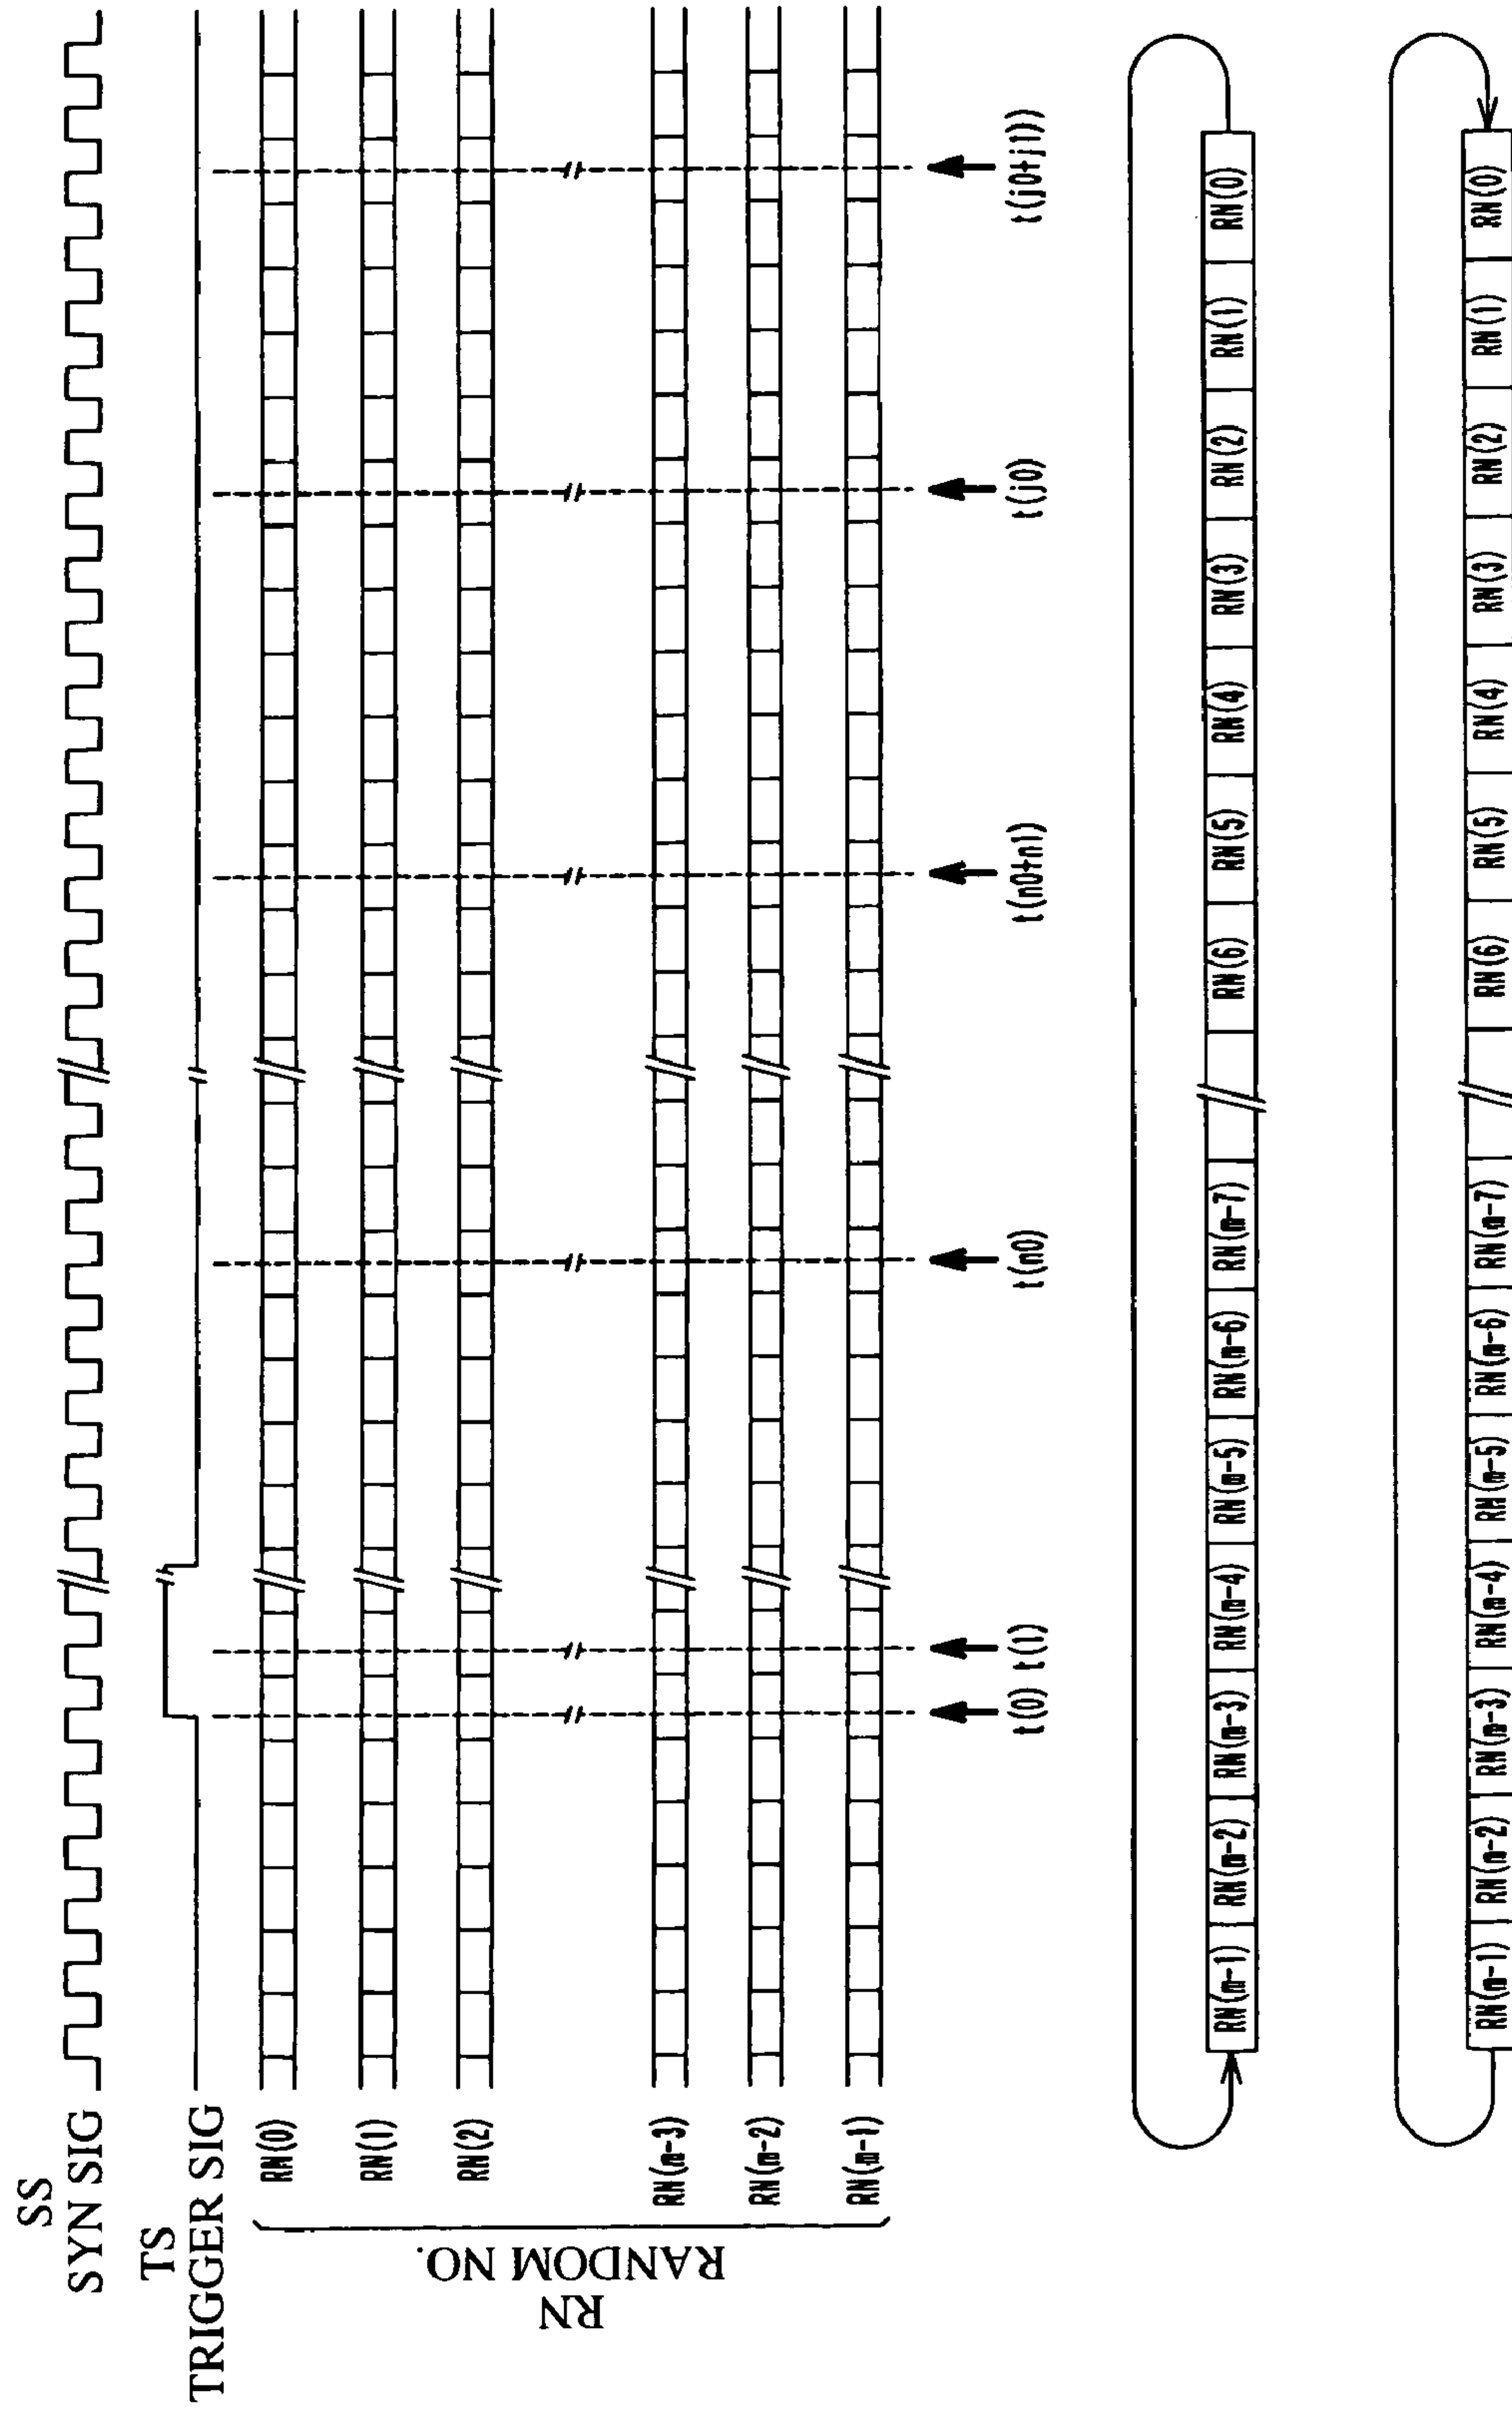 SS
SYN SIG
TS
TRIGGER SIG
RN
RANDOM NO.
RN(0)
RN(1)
RN(2)
RN(m-3)
RN(m-2)
RN(m-1)
t(0) t(1) t(n0) t(n0+n1) t(j0) t(j0+j1))
RN(m-1) RN(m-2) RN(m-3) RN(m-4) RN(m-5) RN(m-6) RN(m-7) RN(6) RN(5) RN(4) RN(3) RN(2) RN(1) RN(0)
RN(m-1) RN(m-2) RN(m-3) RN(m-4) RN(m-5) RN(m-6) RN(m-7) RN(6) RN(5) RN(4) RN(3) RN(2) RN(1) RN(0)